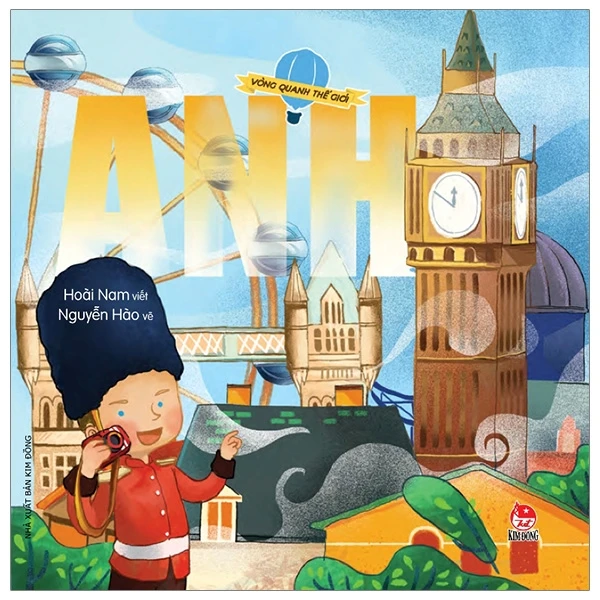 VÒNG QUANH THẾ GIỚI
ANH
Hoài Nam viết
Nguyễn Hào vẽ
NHÀ XUẤT BẢN KIM ĐỒNG
KIM ĐỒNG